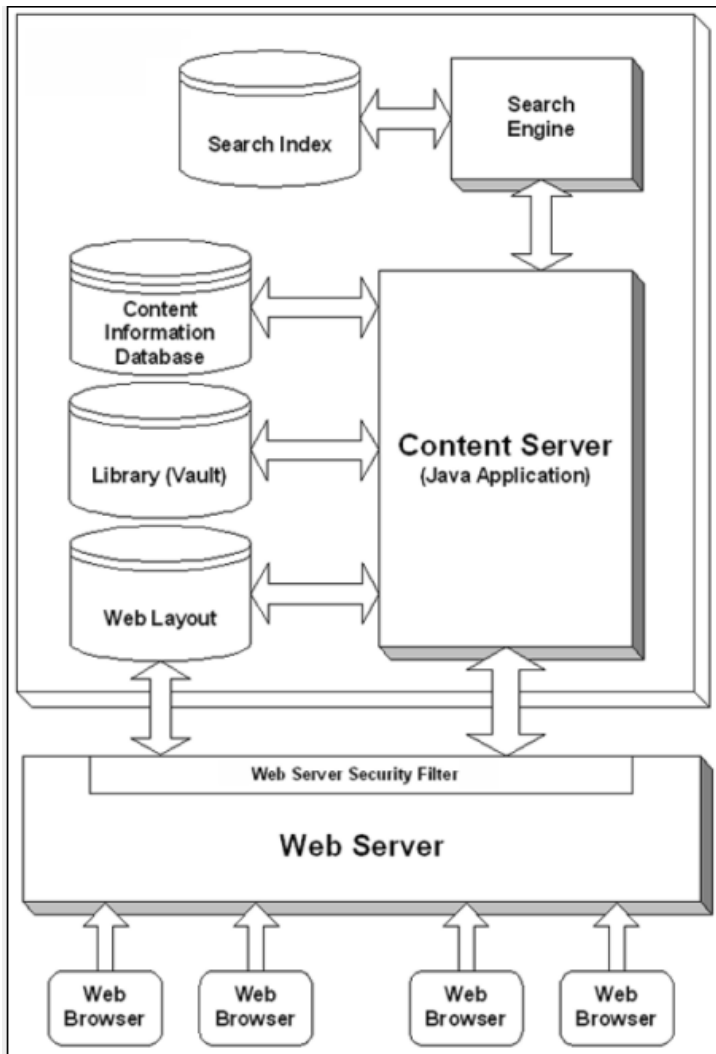 Search Index
Search
Engine
Content
Information
Database
Library (Vault)
Content Server
(Java Application)
Web Layout
Web Server Security Filter
Web Server
Web
Browser
Web
Browser
Web
Browser
Web
Browser